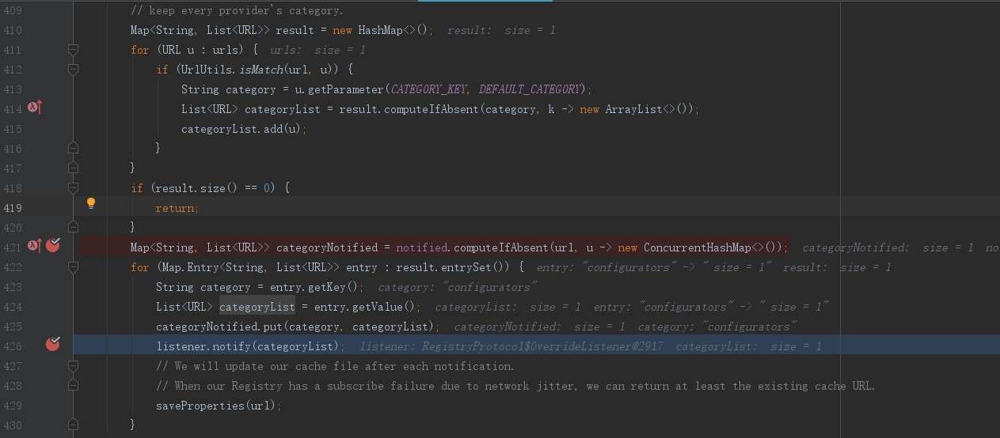 409 // keep every provider's category.
410 Map<String, List<URL>> result = new HashMap<>(); result: size = 1
411 for (URL u : urls) { urls: size = 1
412 if (UrlUtils.isMatch(url, u)) {
413 String category = u.getParameter(CATEGORY_KEY, DEFAULT_CATEGORY);
414 List<URL> categoryList = result.computeIfAbsent(category, k -> new ArrayList<>());
415 categoryList.add(u);
416 }
417 }
418 if (result.size() == 0) {
419 return;
420 }
421 Map<String, List<URL>> categoryNotified = notified.computeIfAbsent(url, u -> new ConcurrentHashMap<>()); categoryNotified: size = 1 no
422 for (Map.Entry<String, List<URL>> entry : result.entrySet()) { entry: "configurators" -> " size = 1" result: size = 1
423 String category = entry.getKey(); category: "configurators"
424 List<URL> categoryList = entry.getValue(); categoryList: size = 1 entry: "configurators" -> " size = 1"
425 categoryNotified.put(category, categoryList); categoryNotified: size = 1 category: "configurators"
426 listener.notify(categoryList); listener: RegistryProtocol$OverrideListener@2917 categoryList: size = 1
427 // We will update our cache file after each notification.
428 // When our Registry has a subscribe failure due to network jitter, we can return at least the existing cache URL.
429 saveProperties(url);
430 }